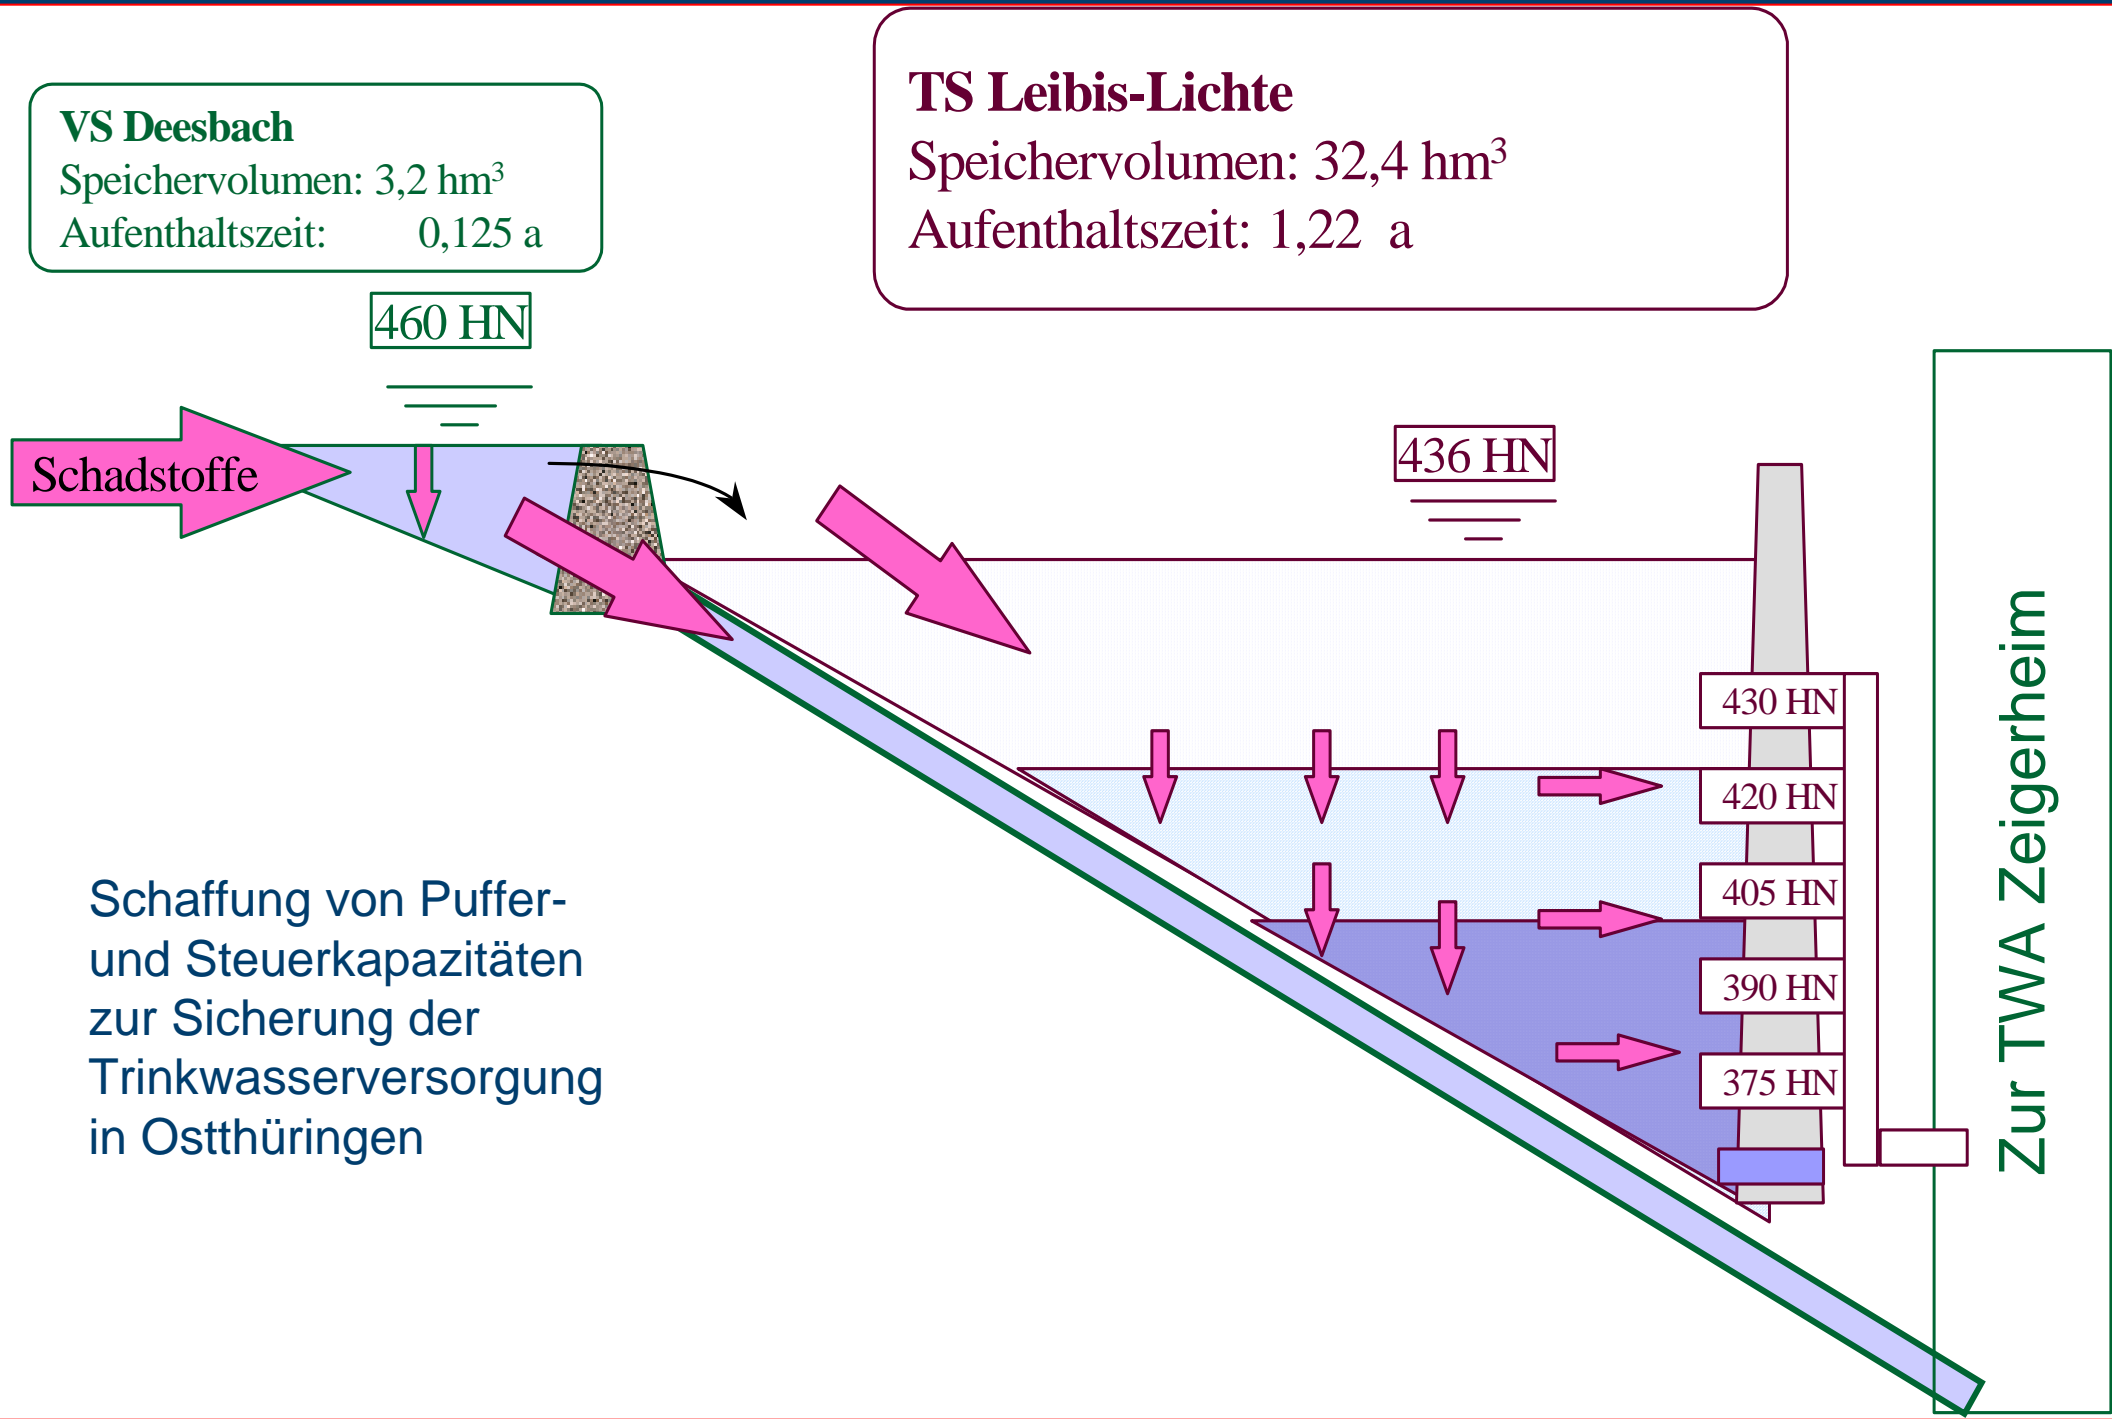 VS Deesbach
Speichervolumen: 3,2 hm³
Aufenthaltszeit: 0,125 a
TS Leibis-Lichte
Speichervolumen: 32,4 hm³
Aufenthaltszeit: 1,22 a
460 HN
436 HN
Schadstoffe
430 HN
420 HN
405 HN
390 HN
375 HN
Zur TWA Zeigerheim
Schaffung von Puffer-
und Steuerkapazitäten
zur Sicherung der
Trinkwasserversorgung
in Ostthüringen